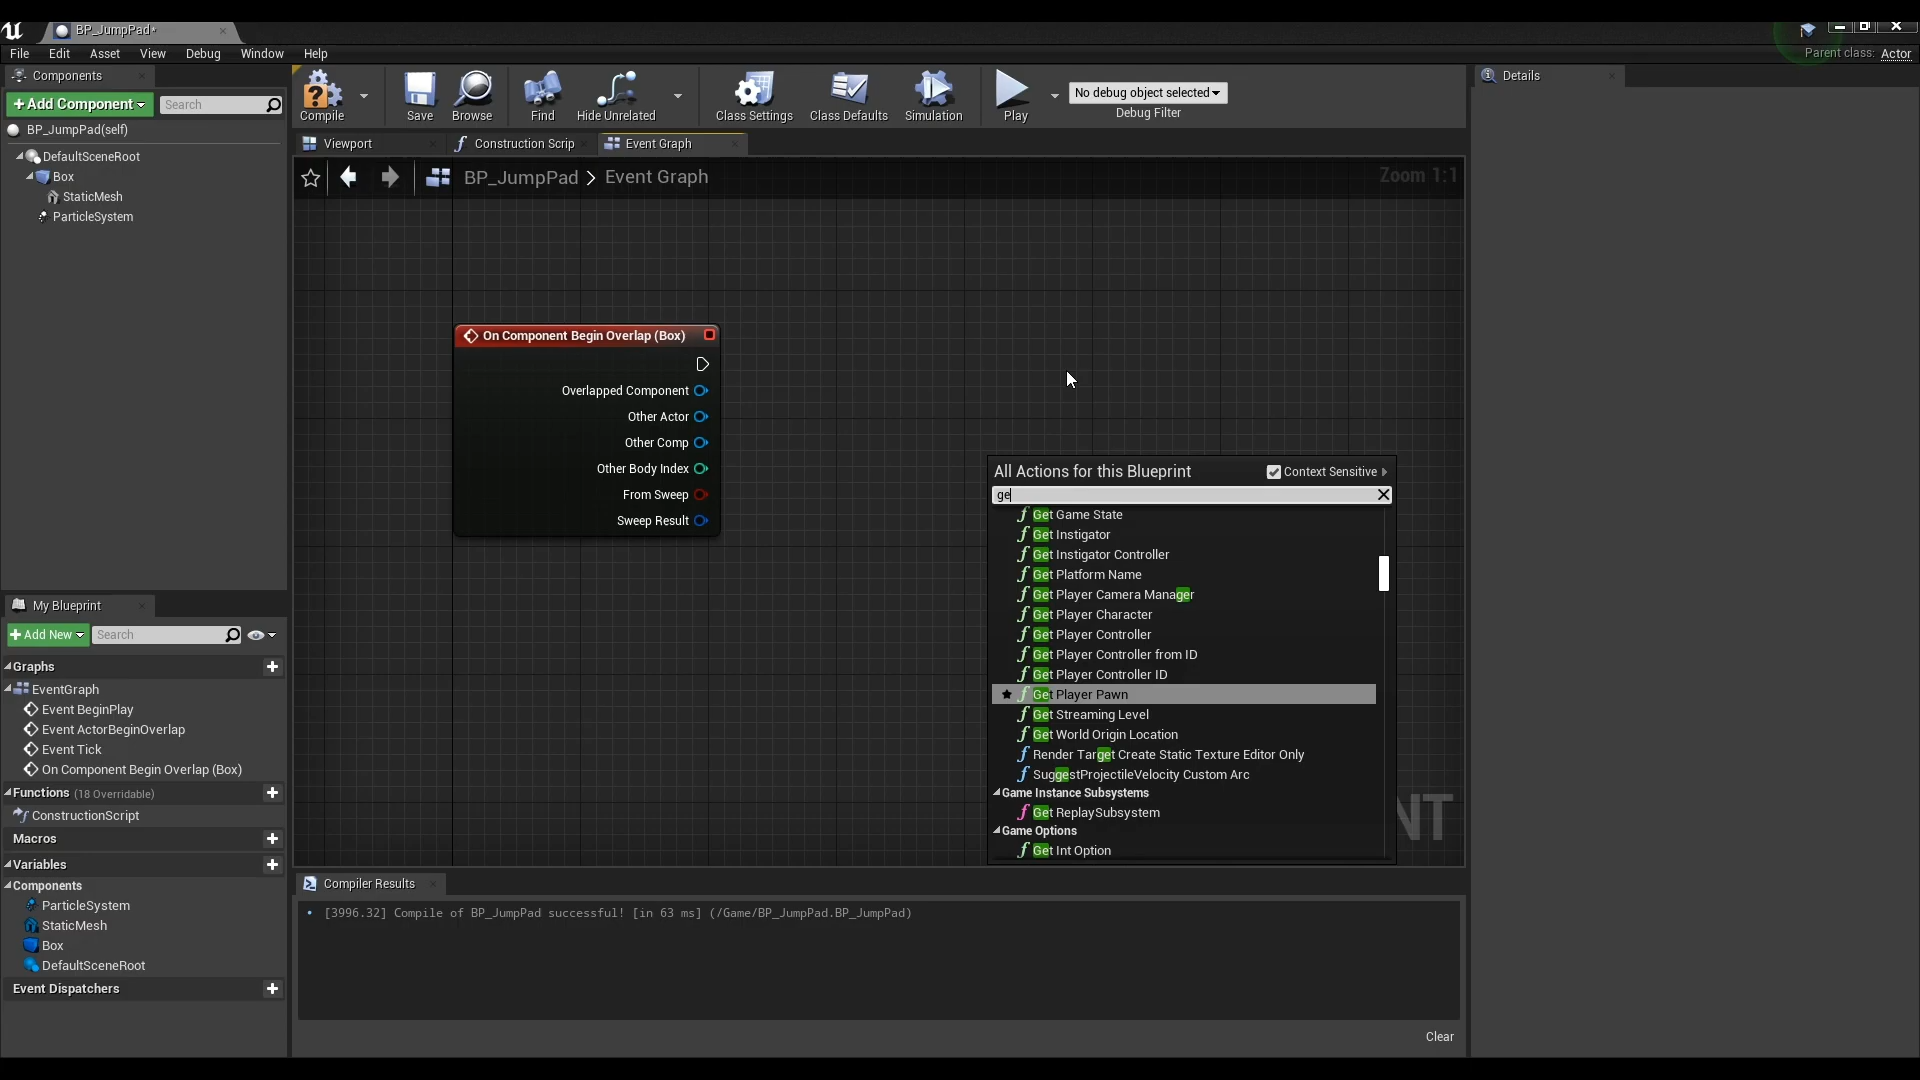 BP_JumpPad*
File Edit Asset View Debug Window Help
Parent class: Actor
Components
Details
+Add Component
Search
BP_JumpPad(self)
DefaultSceneRoot
Box
StaticMesh
ParticleSystem
Compile
Save
Browse
Find
Hide Unrelated
Class Settings
Class Defaults
Simulation
Play
No debug object selected
Debug Filter
Viewport
Construction Scrip
Event Graph
BP_JumpPad > Event Graph
Zoom 1:1
On Component Begin Overlap (Box)
Overlapped Component
Other Actor
Other Comp
Other Body Index
From Sweep
Sweep Result
All Actions for this Blueprint
Context Sensitive
ge
Get Game State
Get Instigator
Get Instigator Controller
Get Platform Name
Get Player Camera Manager
Get Player Character
Get Player Controller
Get Player Controller from ID
Get Player Controller ID
Get Player Pawn
Get Streaming Level
Get World Origin Location
Render Target Create Static Texture Editor Only
SuggestProjectileVelocity Custom Arc
Game Instance Subsystems
Get ReplaySubsystem
Game Options
Get Int Option
NT
My Blueprint
+Add New
Search
Graphs
EventGraph
Event BeginPlay
Event ActorBeginOverlap
Event Tick
On Component Begin Overlap (Box)
Functions (18 Overridable)
ConstructionScript
Macros
Variables
Components
ParticleSystem
StaticMesh
Box
DefaultSceneRoot
Event Dispatchers
Compiler Results
• [3996.32] Compile of BP_JumpPad successful! [in 63 ms] (/Game/BP_JumpPad.BP_JumpPad)
Clear